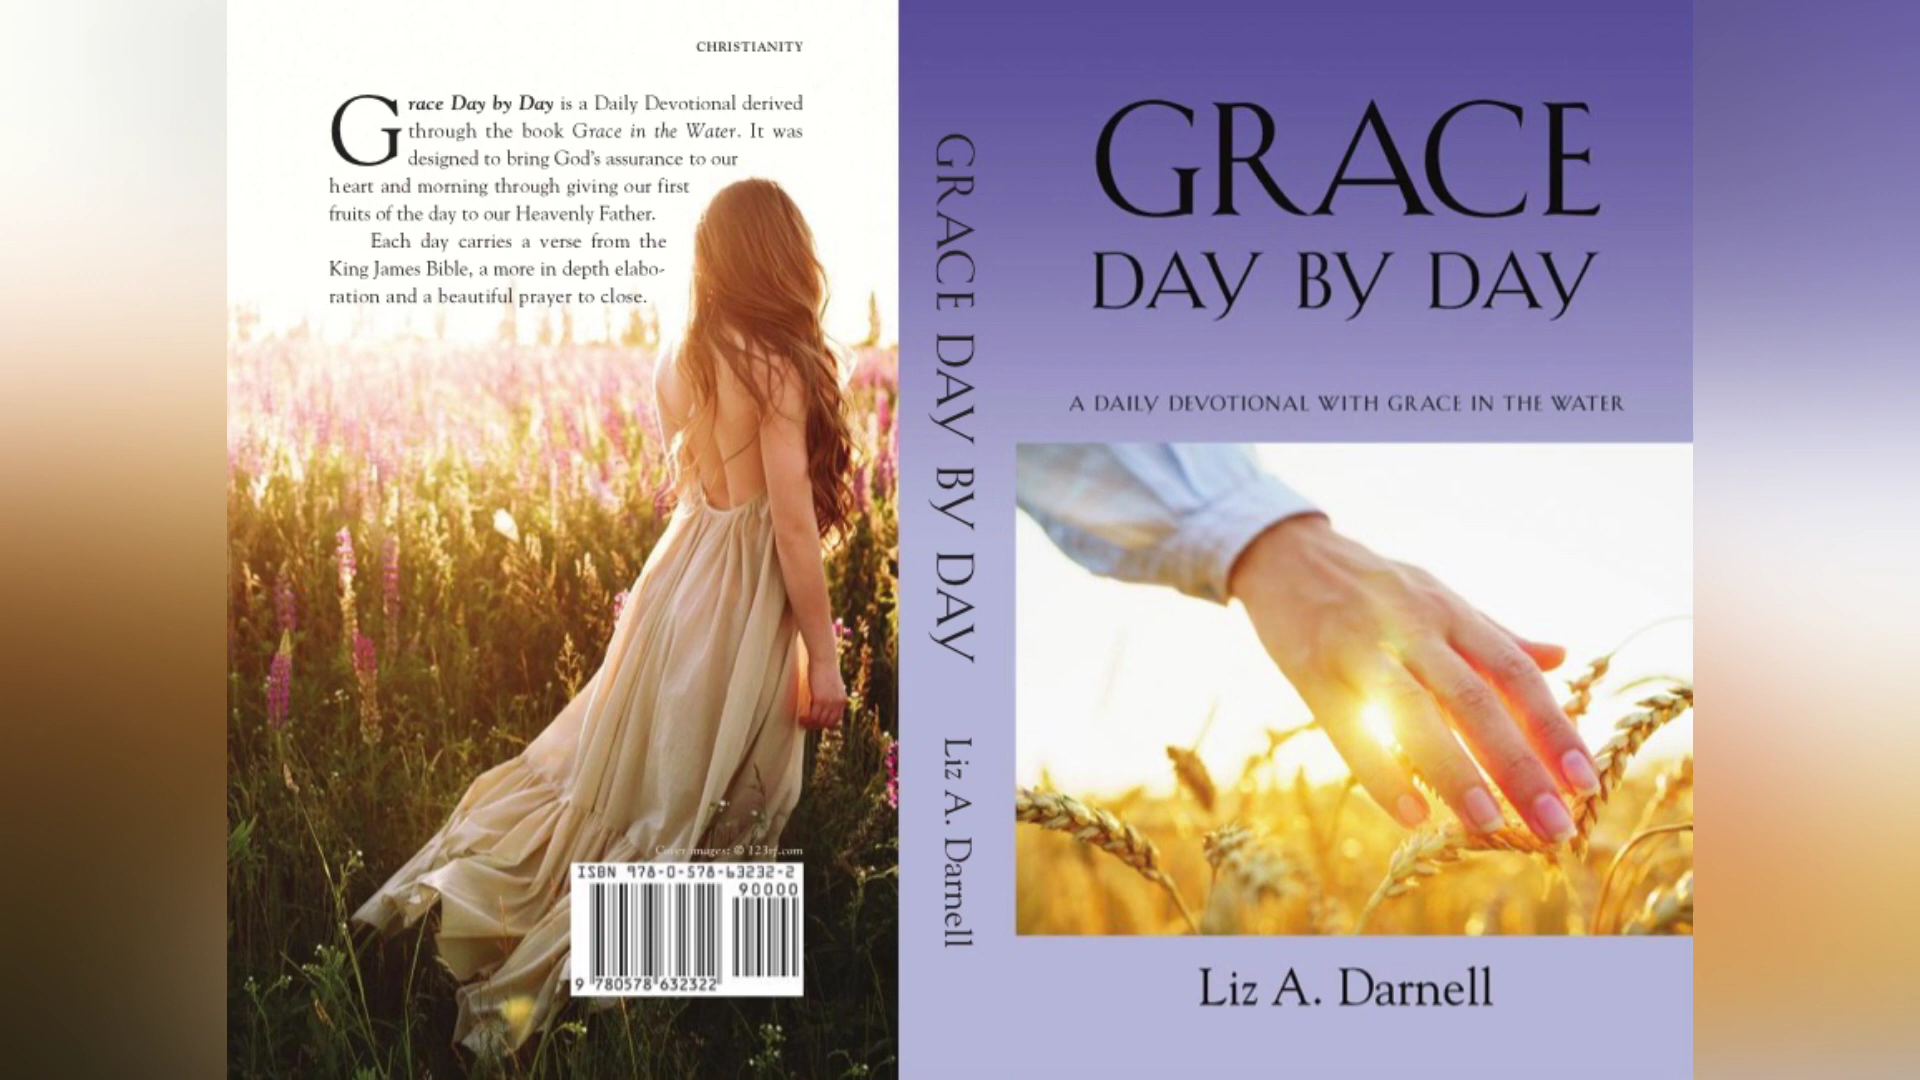 CHRISTIANITY
Grace Day by Day is a Daily Devotional derived
through the book Grace in the Water. It was
designed to bring God's assurance to our
heart and morning through giving our first
fruits of the day to our Heavenly Father.
Each day carries a verse from the
King James Bible, a more in depth elabo-
ration and a beautiful prayer to close.
Cover images: © 123rf.com
ISBN 978-0-578-63232-2
90000
9 780578 632322
GRACE DAY BY DAY Liz A. Darnell
GRACE
DAY BY DAY
A DAILY DEVOTIONAL WITH GRACE IN THE WATER
Liz A. Darnell